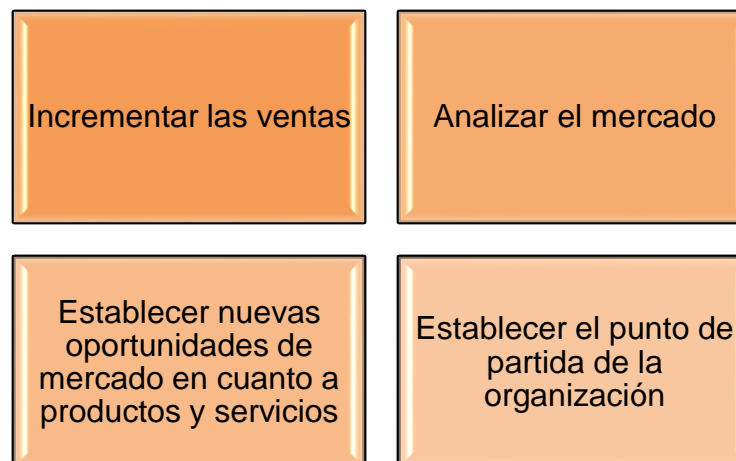 Incrementar las ventas
Analizar el mercado
Establecer nuevas
oportunidades de
mercado en cuanto a
productos y servicios
Establecer el punto de
partida de la
organización